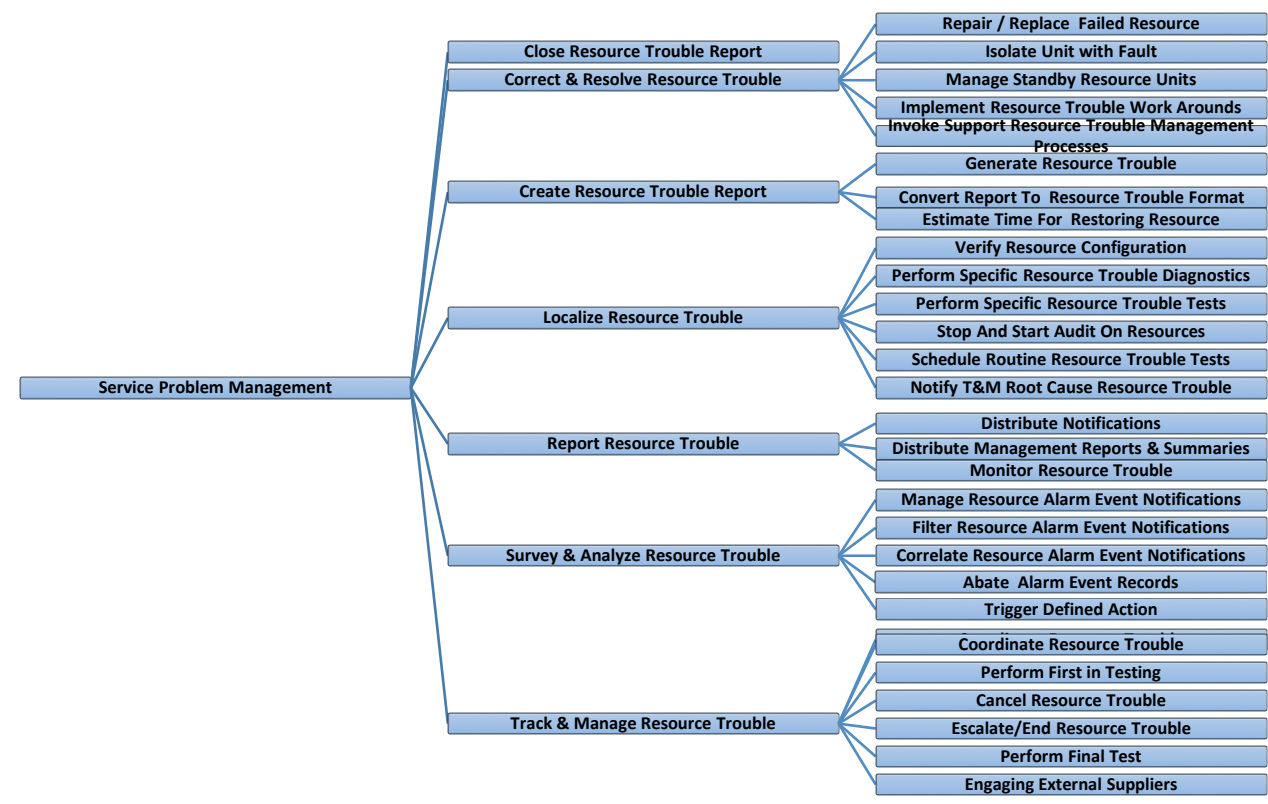 Service Problem Management
Close Resource Trouble Report
Correct & Resolve Resource Trouble
Repair / Replace Failed Resource
Isolate Unit with Fault
Manage Standby Resource Units
Implement Resource Trouble Work Arounds
Invoke Support Resource Trouble Management
Processes
Create Resource Trouble Report
Generate Resource Trouble
Convert Report To Resource Trouble Format
Estimate Time For Restoring Resource
Localize Resource Trouble
Verify Resource Configuration
Perform Specific Resource Trouble Diagnostics
Perform Specific Resource Trouble Tests
Stop And Start Audit On Resources
Schedule Routine Resource Trouble Tests
Notify T&M Root Cause Resource Trouble
Report Resource Trouble
Distribute Notifications
Distribute Management Reports & Summaries
Monitor Resource Trouble
Survey & Analyze Resource Trouble
Manage Resource Alarm Event Notifications
Filter Resource Alarm Event Notifications
Correlate Resource Alarm Event Notifications
Abate Alarm Event Records
Trigger Defined Action
Track & Manage Resource Trouble
Coordinate Resource Trouble
Perform First in Testing
Cancel Resource Trouble
Escalate/End Resource Trouble
Perform Final Test
Engaging External Suppliers